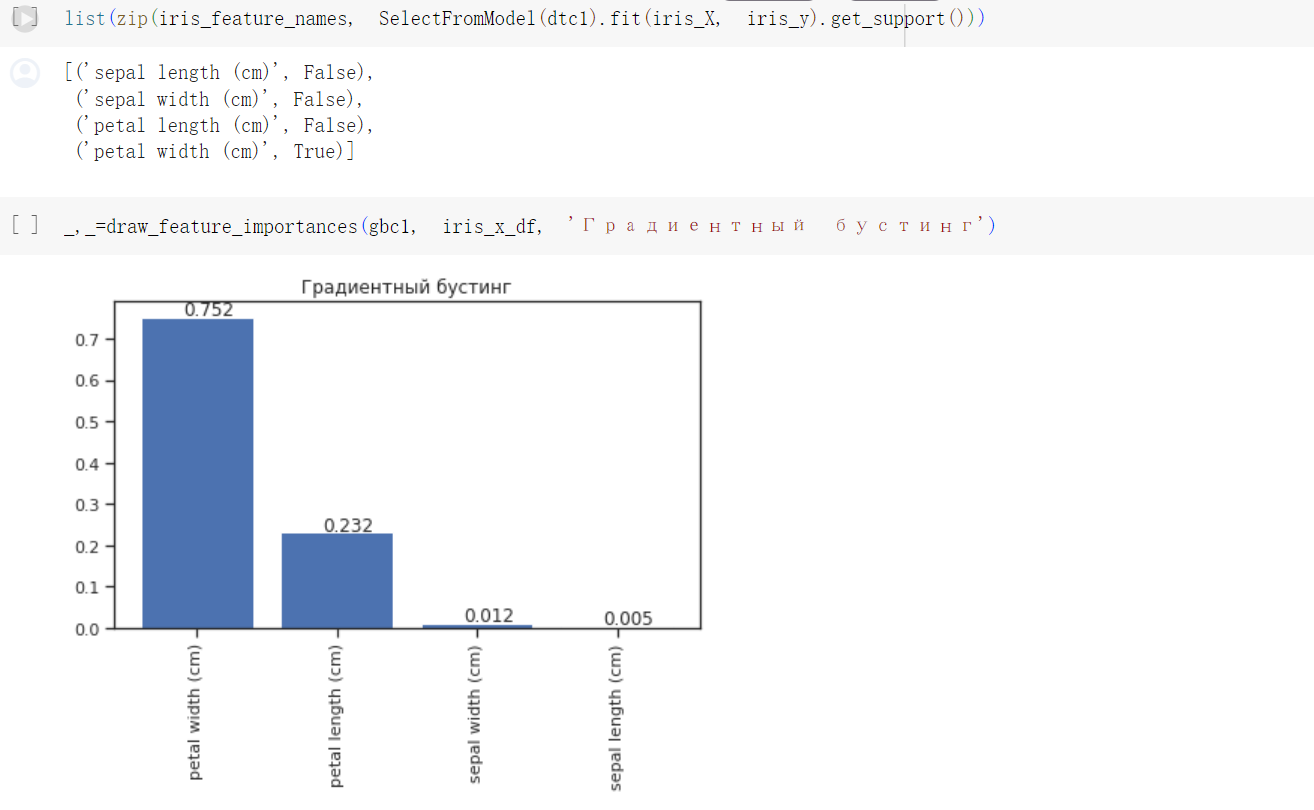 [ ] list(zip(iris_feature_names, SelectFromModel(dtc1).fit(iris_X, iris_y).get_support()))
[('sepal length (cm)', False),
('sepal width (cm)', False),
('petal length (cm)', False),
('petal width (cm)', True)]
[ ] _,_=draw_feature_importances(gbc1, iris_x_df, 'Градиентный бустинг')
Градиентный бустинг
0.752
0.7
0.6
0.5
0.4
0.3
0.232
0.2
0.1
0.012
0.005
0.0
petal width (cm)
petal length (cm)
sepal width (cm)
sepal length (cm)